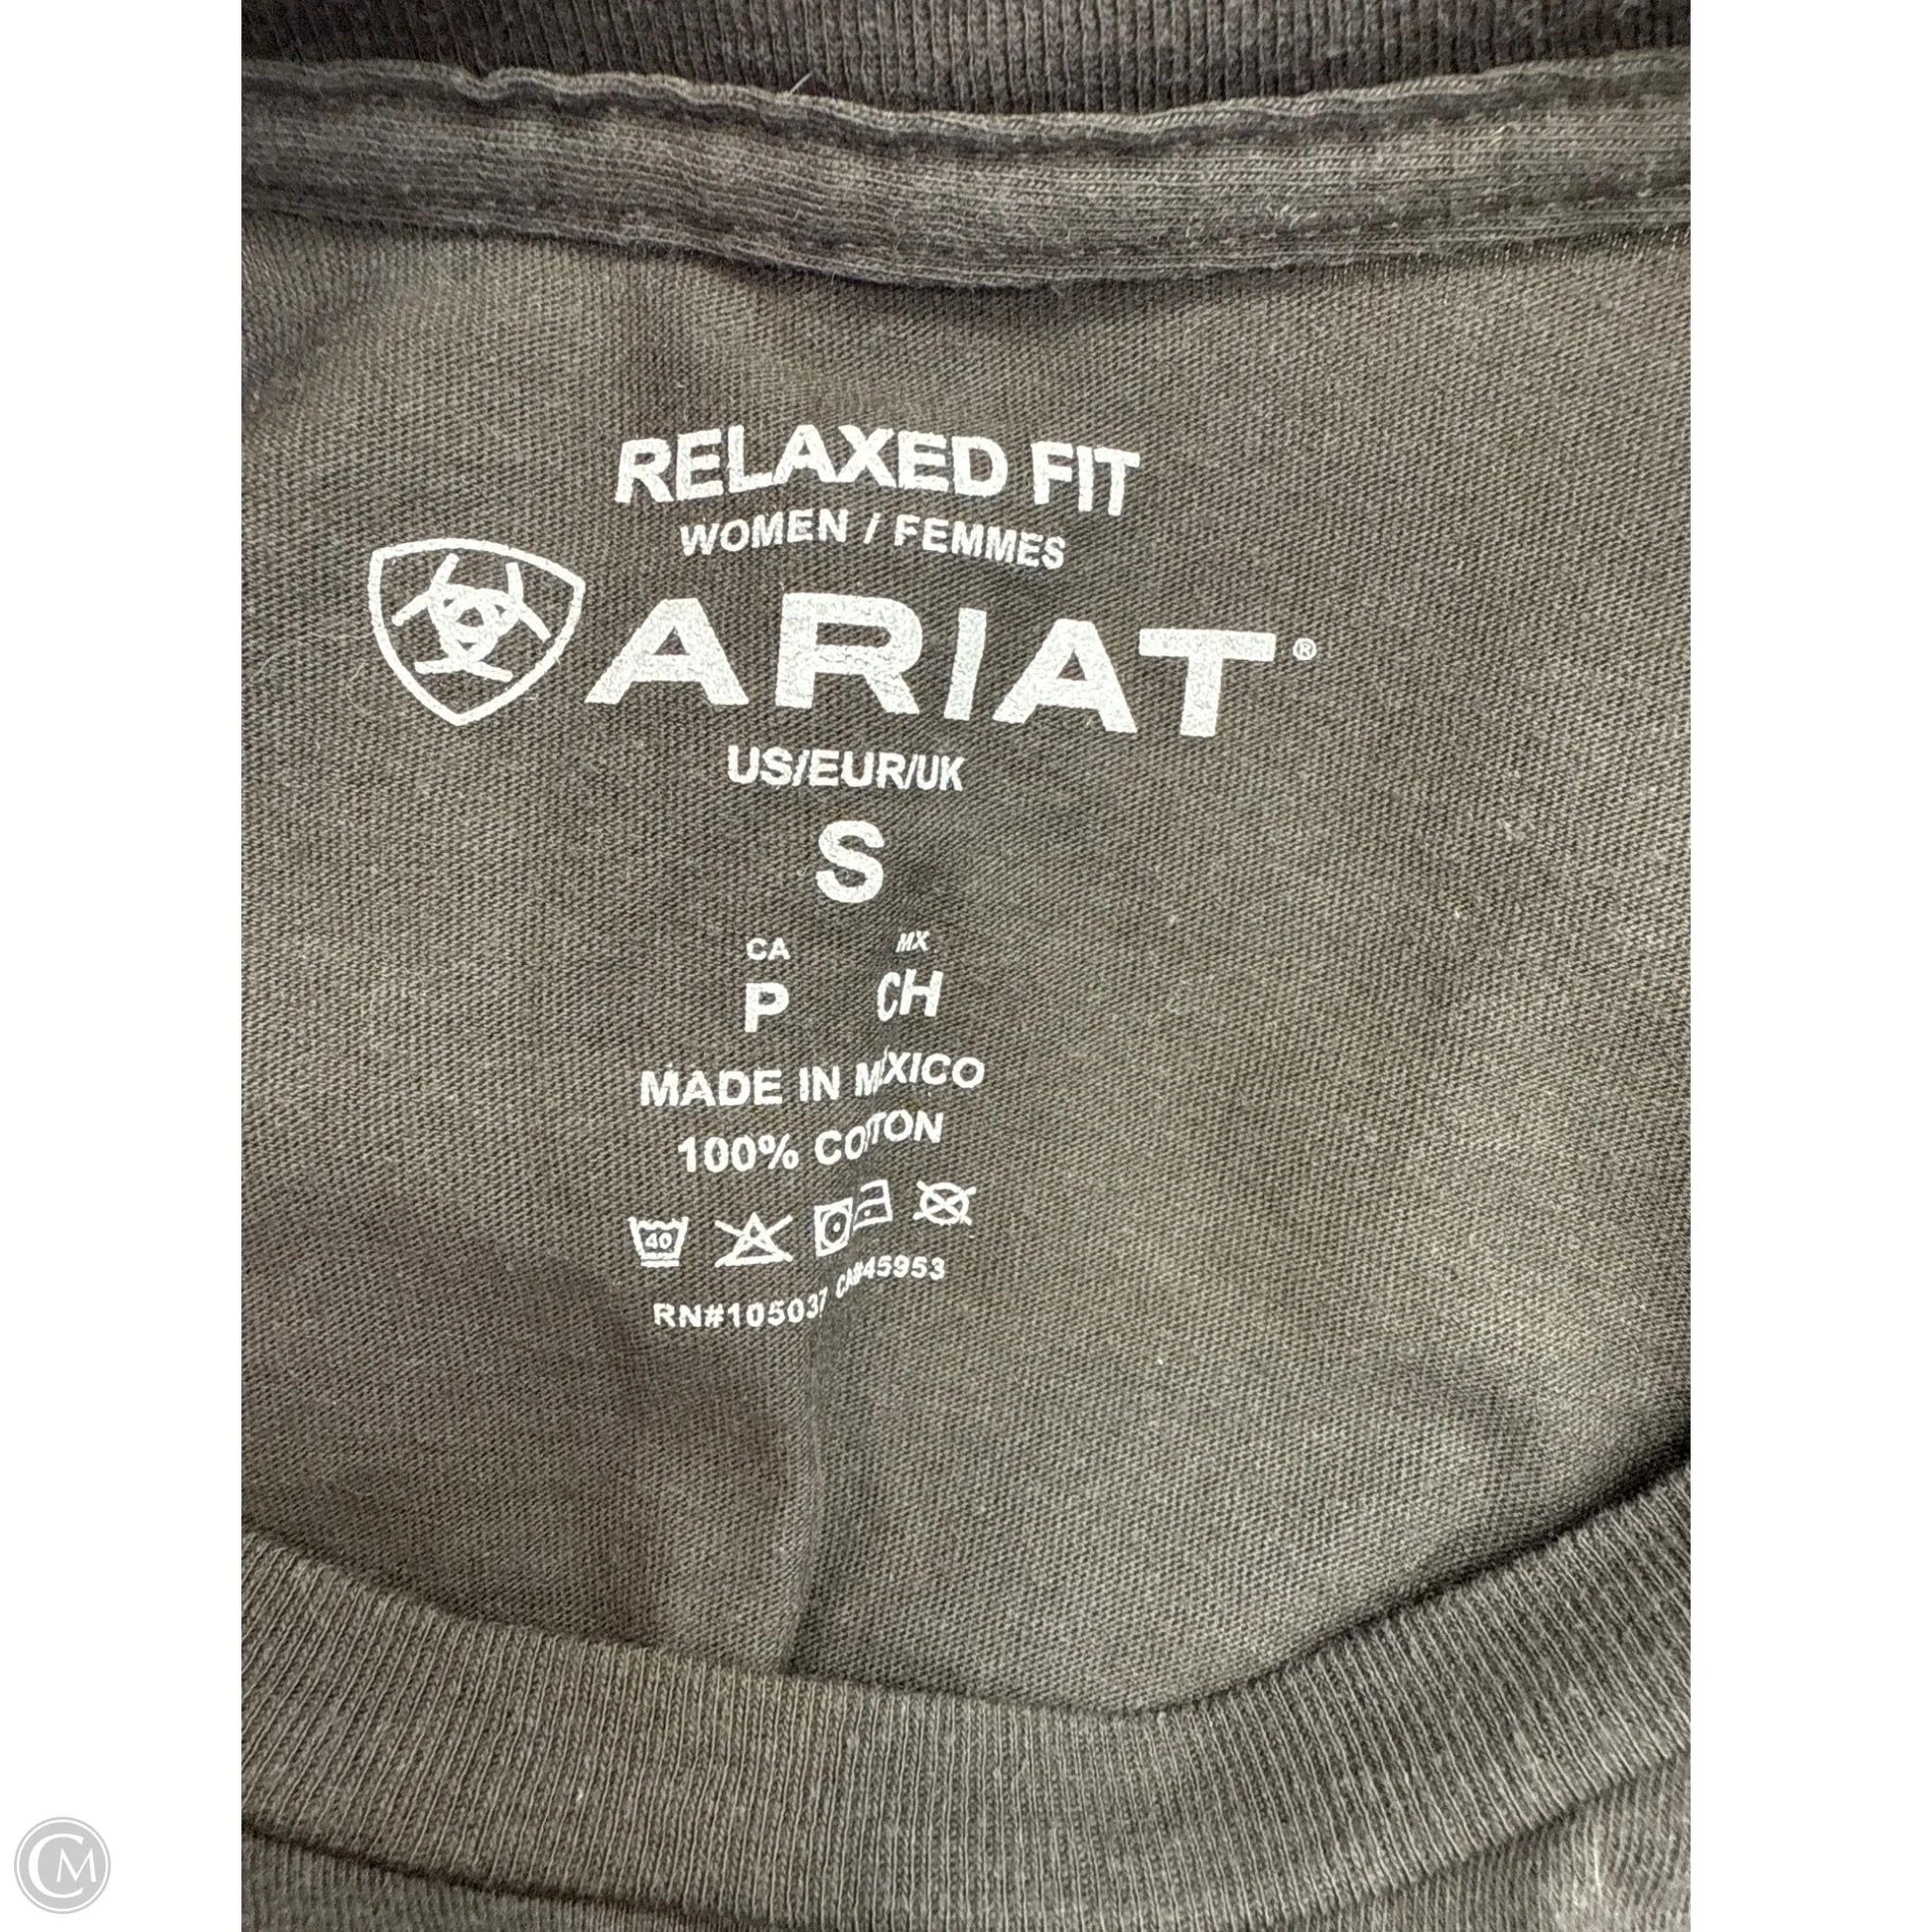 RELAXED FIT
WOMEN / FEMMES
ARIAT®
US/EUR/UK
S
CA MX
P CH
MADE IN MEXICO
100% COTTON
40
RN#105037 CA#45953
CM